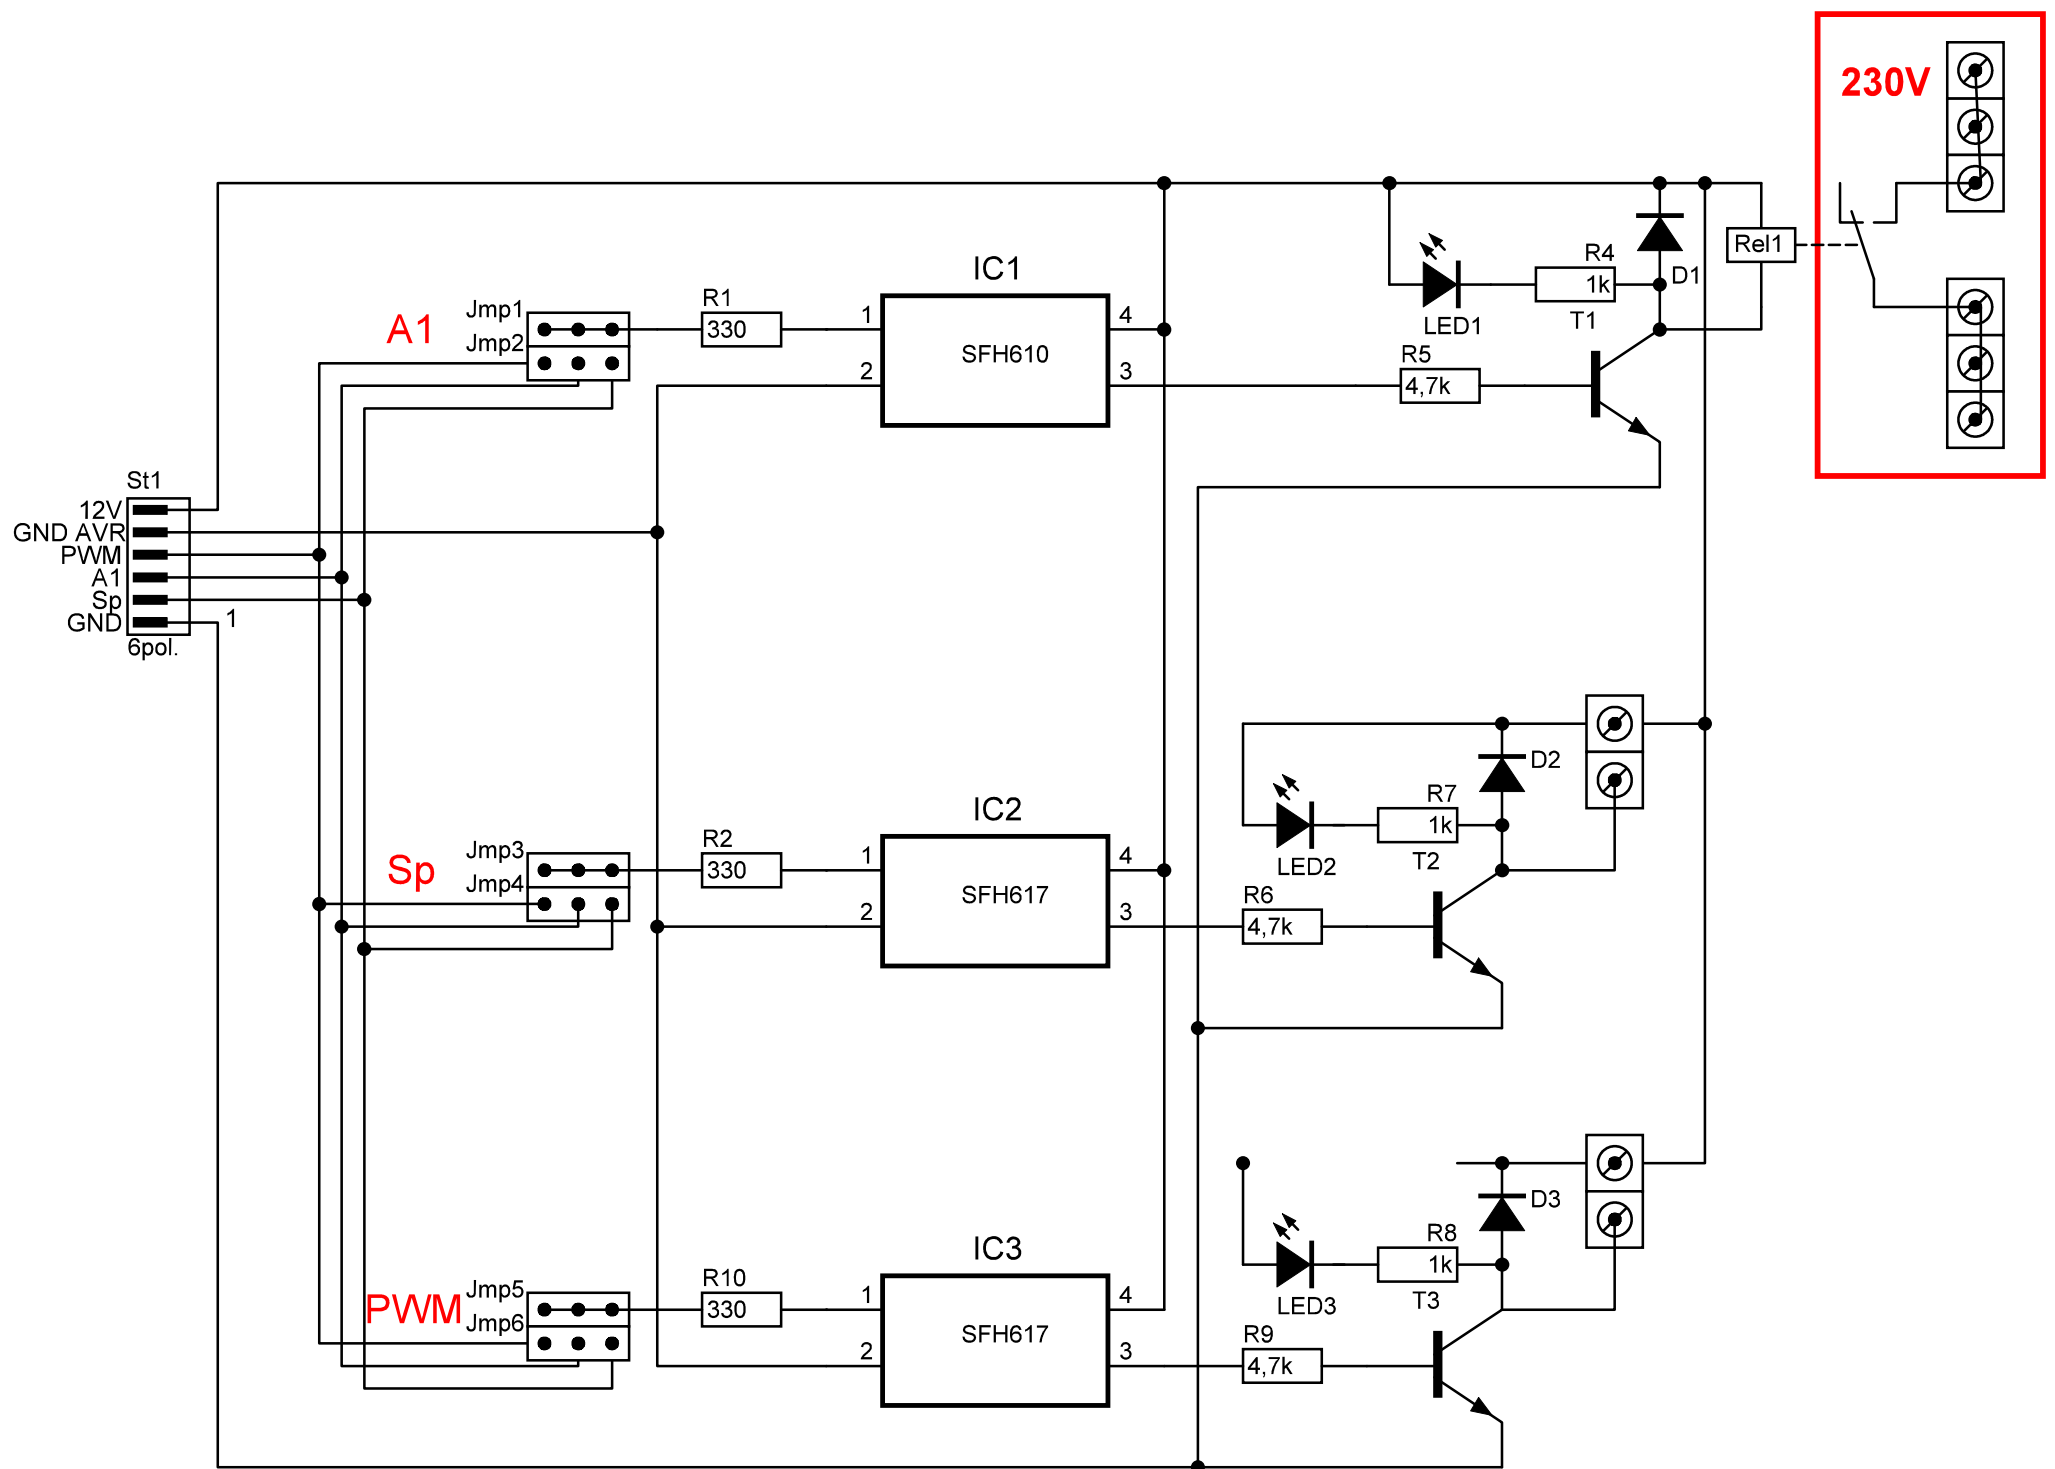 230V
Rel1
D1
R4
1k
LED1
T1
IC1
SFH610
1
2
4
3
R5
4,7k
A1
Jmp1
Jmp2
R1
330
St1
12V
GND AVR
PWM
A1
Sp
GND
1
6pol.
D2
R7
1k
LED2
T2
IC2
SFH617
1
2
4
3
R6
4,7k
Sp
Jmp3
Jmp4
R2
330
D3
R8
1k
LED3
T3
IC3
SFH617
1
2
4
3
R9
4,7k
PWM
Jmp5
Jmp6
R10
330